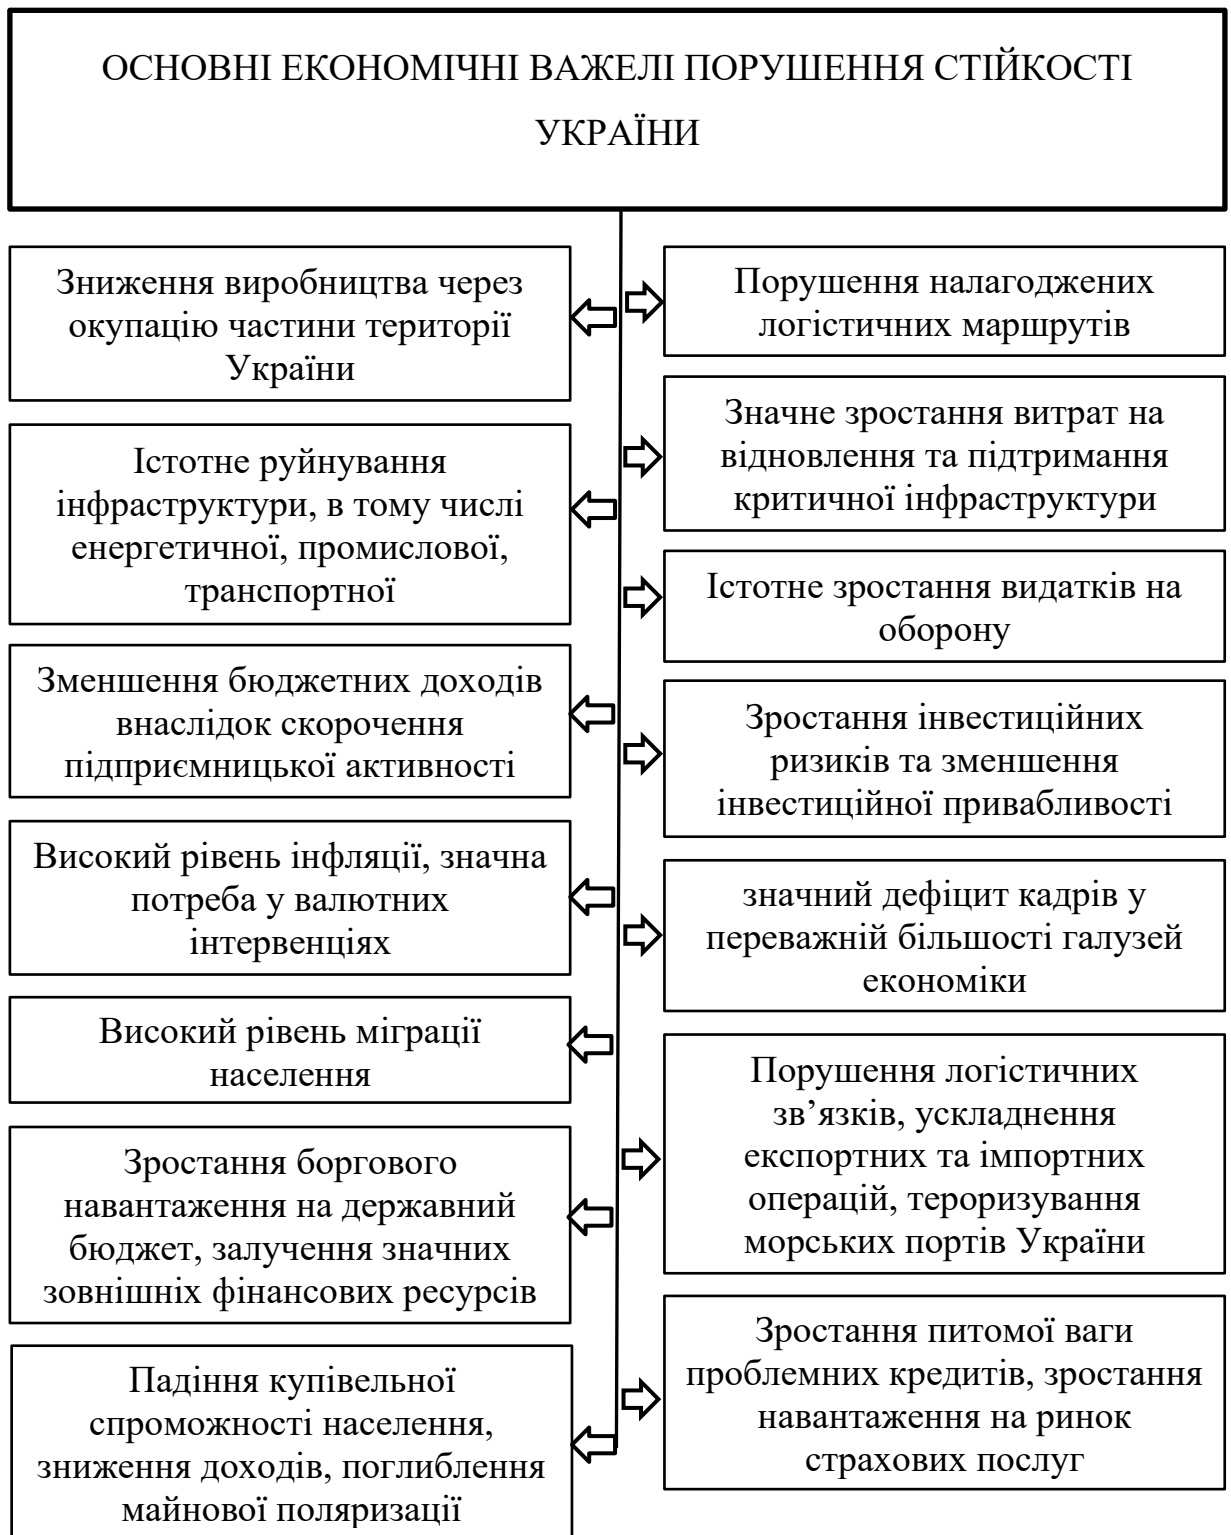 ОСНОВНІ ЕКОНОМІЧНІ ВАЖЕЛІ ПОРУШЕННЯ СТІЙКОСТІ
УКРАЇНИ
Зниження виробництва через
окупацію частини території
України
Істотне руйнування
інфраструктури, в тому числі
енергетичної, промислової,
транспортної
Зменшення бюджетних доходів
внаслідок скорочення
підприємницької активності
Високий рівень інфляції, значна
потреба у валютних
інтервенціях
Високий рівень міграції
населення
Зростання боргового
навантаження на державний
бюджет, залучення значних
зовнішніх фінансових ресурсів
Падіння купівельної
спроможності населення,
зниження доходів, поглиблення
майнової поляризації
Порушення налагоджених
логістичних маршрутів
Значне зростання витрат на
відновлення та підтримання
критичної інфраструктури
Істотне зростання видатків на
оборону
Зростання інвестиційних
ризиків та зменшення
інвестиційної привабливості
значний дефіцит кадрів у
переважній більшості галузей
економіки
Порушення логістичних
зв’язків, ускладнення
експортних та імпортних
операцій, тероризування
морських портів України
Зростання питомої ваги
проблемних кредитів, зростання
навантаження на ринок
страхових послуг